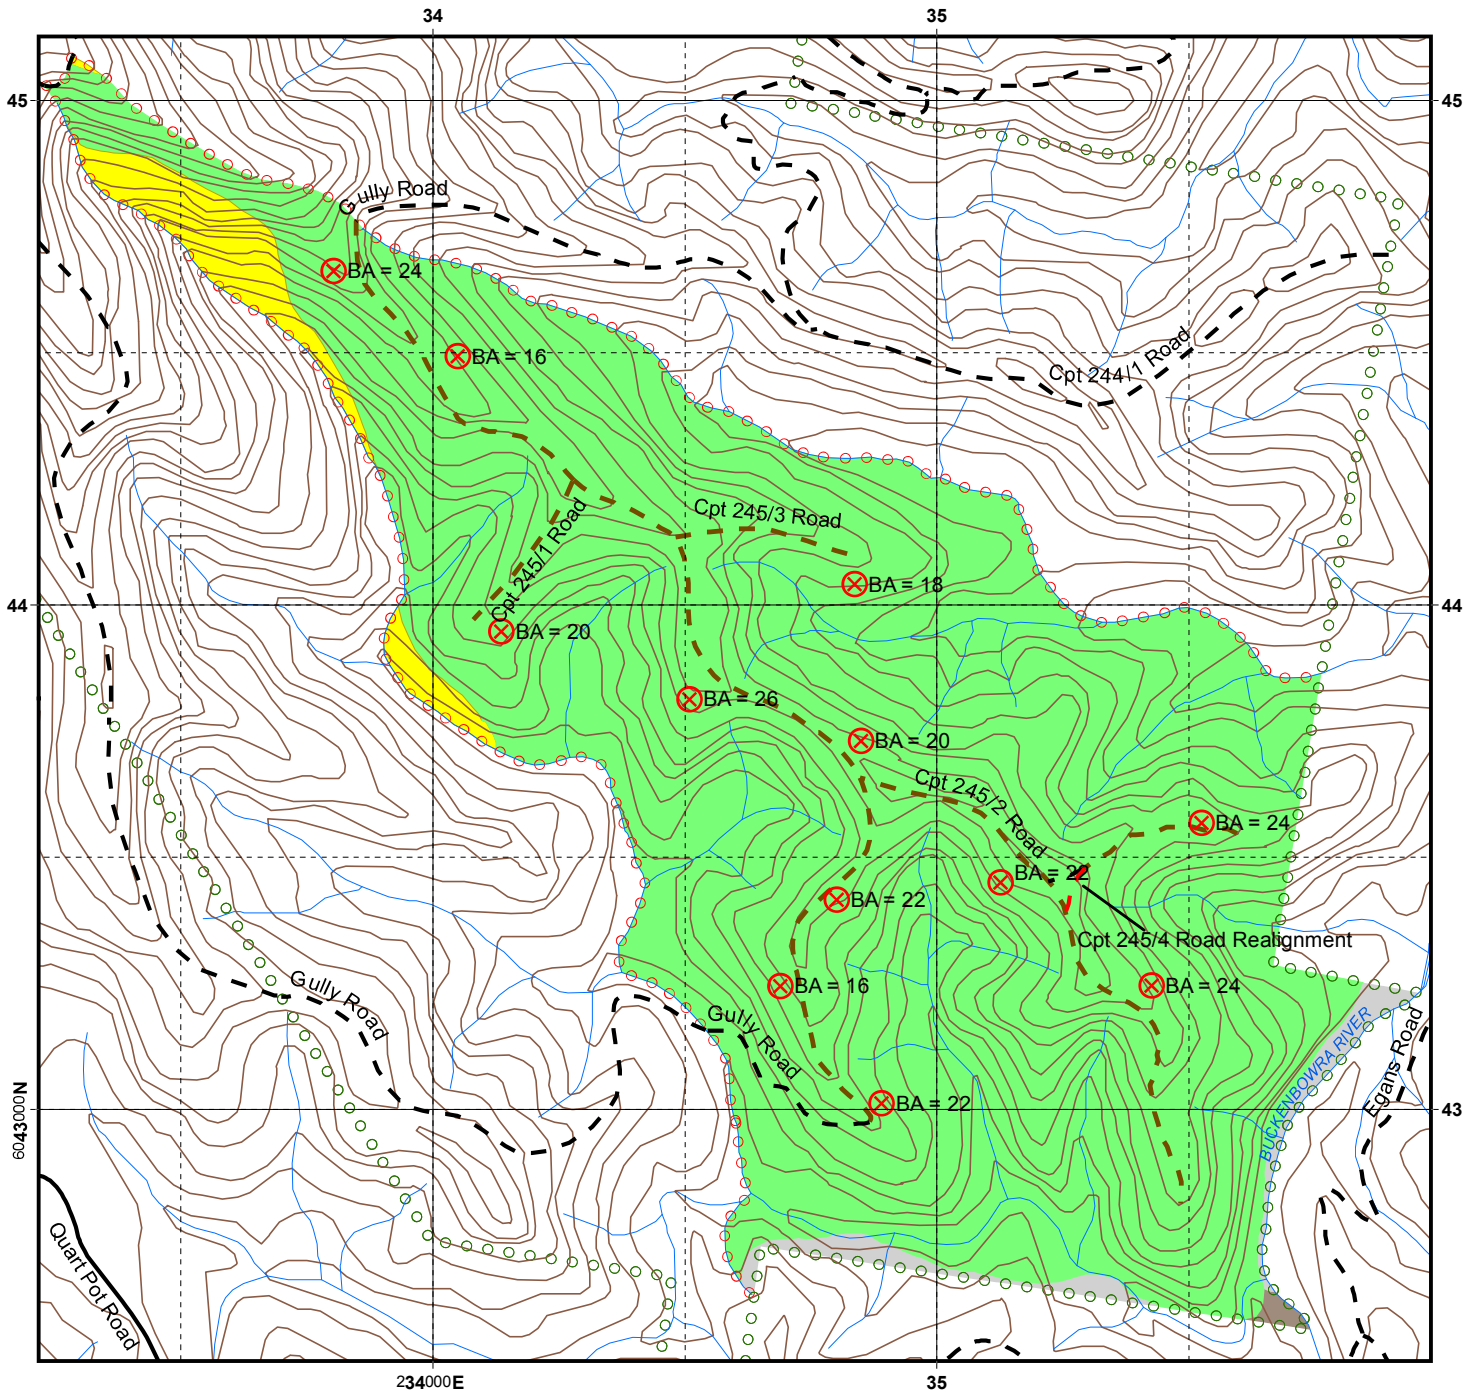 34
35
45
45
Gully Road
BA = 24
BA = 16
Cpt 244/1 Road
Cpt 245/3 Road
Cpt 245/1 Road
BA = 18
44
44
BA = 20
BA = 26
BA = 20
Cpt 245/2 Road
BA = 24
BA = 22
BA = 22
Cpt 245/4 Road Realignment
Gully Road
BA = 16
BA = 24
Gully Road
BUCKENBOWRA RIVER
Egans Road
BA = 22
6043000N
43
Quart Pot Road
234000E
35